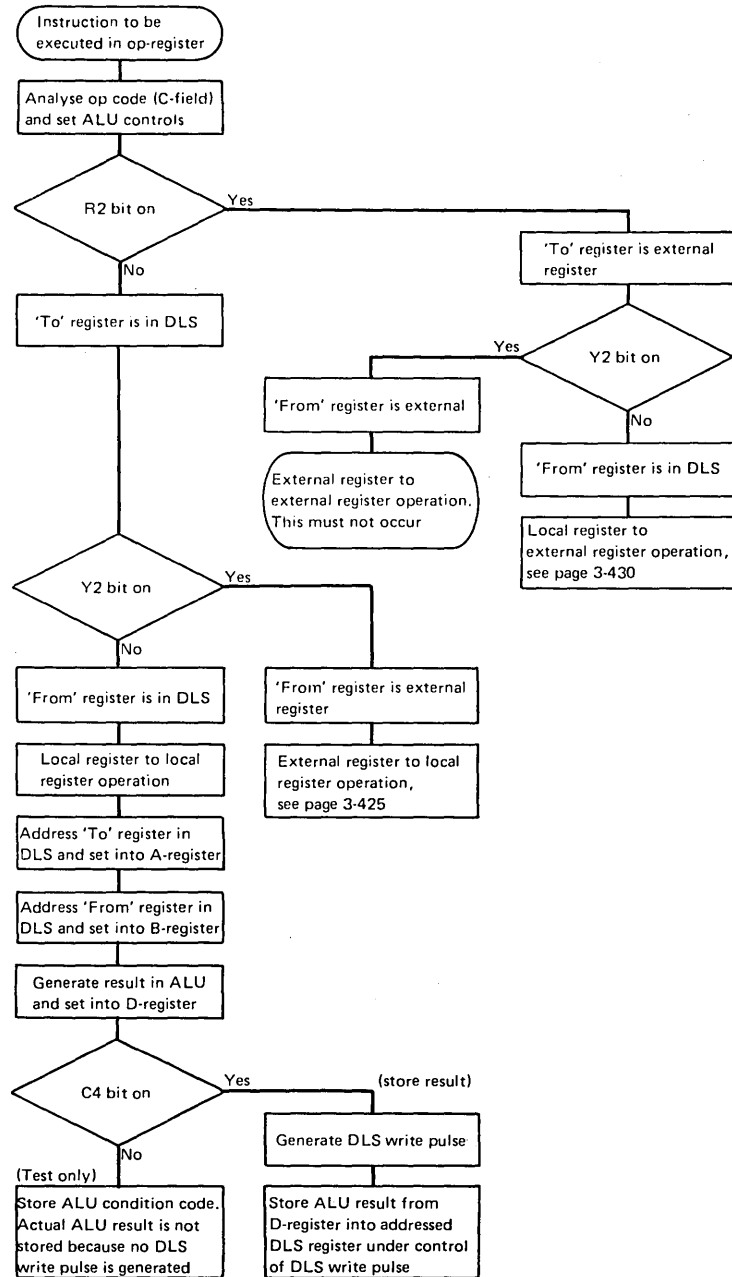 Instruction to be
executed in op-register
Analyse op code (C-field)
and set ALU controls
R2 bit on
Yes
No
'To' register is external
register
'To' register is in DLS
Y2 bit on
Yes
No
'From' register is external
External register to
external register operation.
This must not occur
'From' register is in DLS
Local register to
external register operation,
see page 3-430
Y2 bit on
Yes
No
'From' register is in DLS
'From' register is external
register
Local register to local
register operation
External register to local
register operation,
see page 3-425
Address 'To' register in
DLS and set into A-register
Address 'From' register in
DLS and set into B-register
Generate result in ALU
and set into D-register
C4 bit on
Yes
(store result)
No
Generate DLS write pulse
(Test only)
Store ALU condition code.
Actual ALU result is not
stored because no DLS
write pulse is generated
Store ALU result from
D-register into addressed
DLS register under control
of DLS write pulse